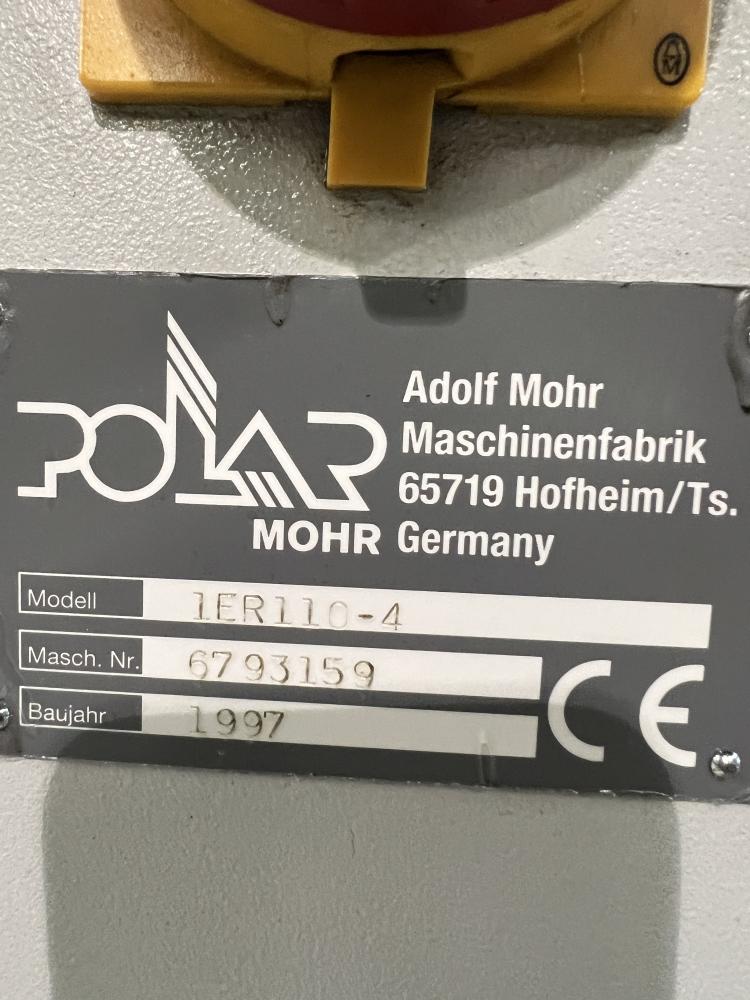 POLAR
MOHR
Adolf Mohr
Maschinenfabrik
65719 Hofheim/Ts.
Germany
Modell 1ER110-4
Masch. Nr. 6793159
Baujahr 1997
CE